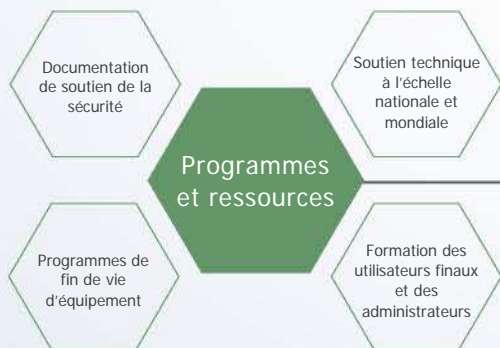 Documentation
de soutien de la
sécurité
Soutien technique
à l'échelle
nationale et
mondiale
Programmes
et ressources
Programmes de
fin de vie
d'équipement
Formation des
utilisateurs finaux
et des
administrateurs